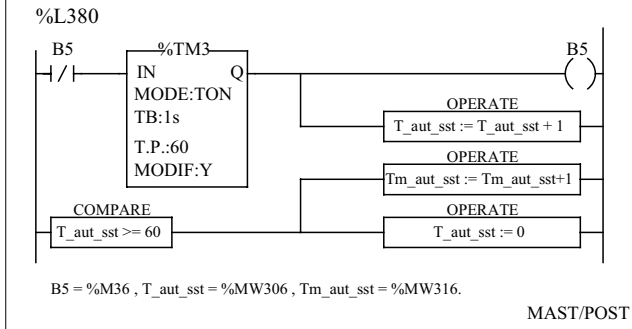 %L380
B5
%TM3
B5
IN Q
MODE:TON
TB:1s
T.P.:60
MODIF:Y
OPERATE
T_aut_sst := T_aut_sst + 1
OPERATE
Tm_aut_sst := Tm_aut_sst+1
COMPARE
T_aut_sst >= 60
OPERATE
T_aut_sst := 0
B5 = %M36 , T_aut_sst = %MW306 , Tm_aut_sst = %MW316.
MAST/POST